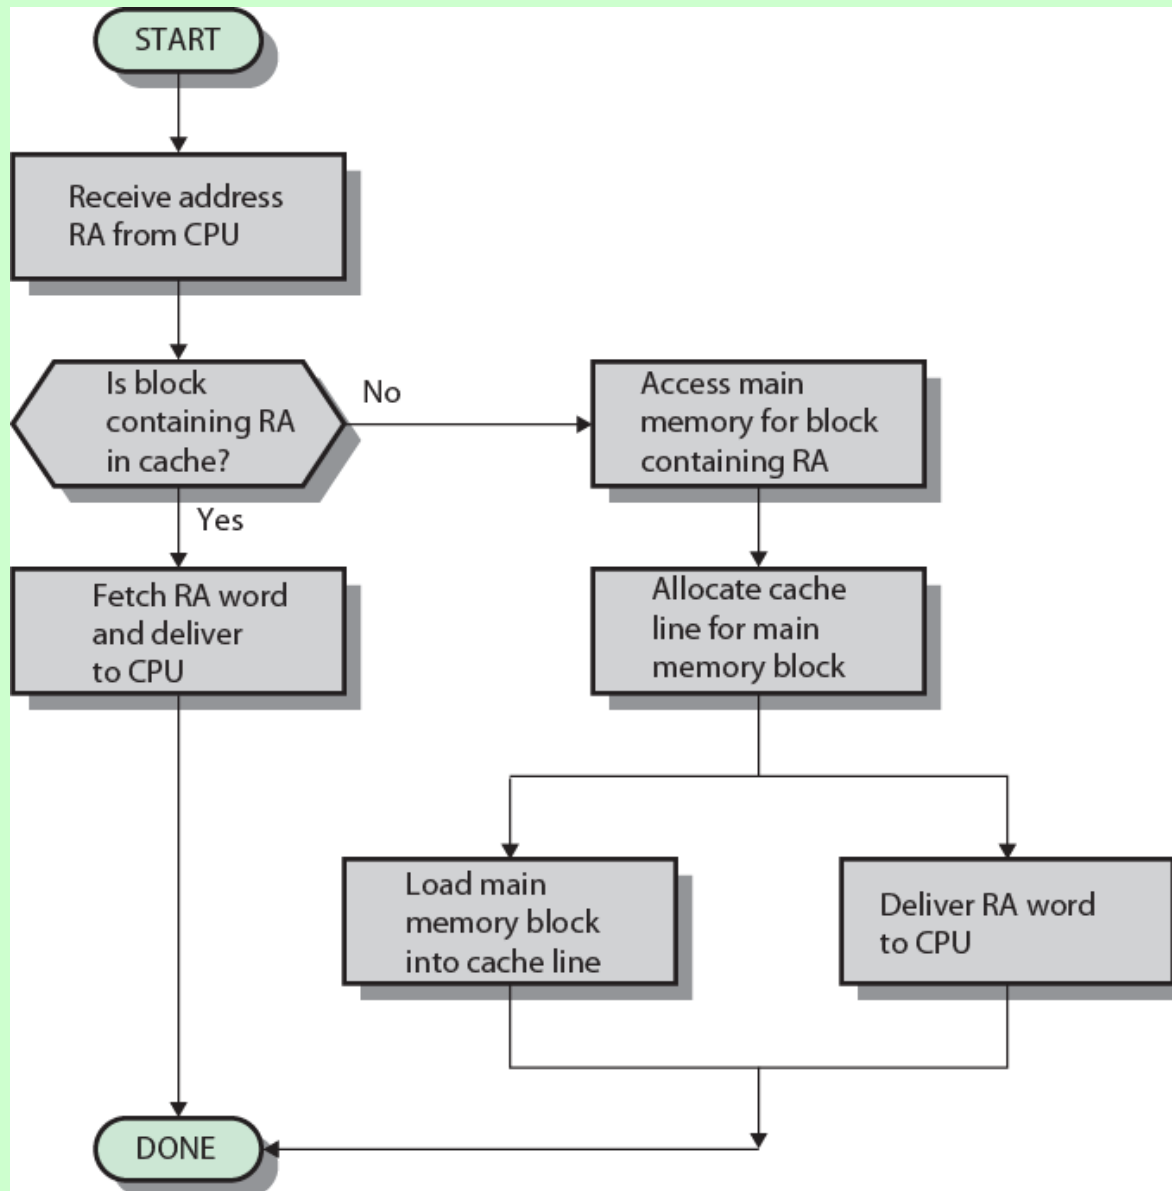 START
Receive address
RA from CPU
Is block
containing RA
in cache?
No
Access main
memory for block
containing RA
Yes
Fetch RA word
and deliver
to CPU
Allocate cache
line for main
memory block
Load main
memory block
into cache line
Deliver RA word
to CPU
DONE